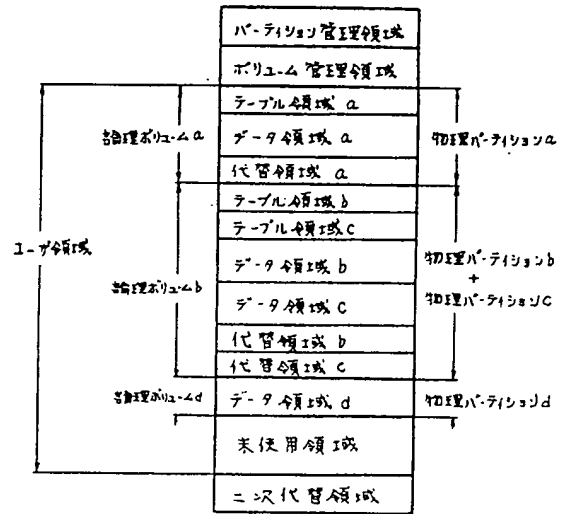 パーティション管理領域
ボリューム管理領域
テーブル領域 a
論理ボリュームa
データ領域 a
物理パーティションa
代替領域 a
テーブル領域 b
テーブル領域 c
ユーザ領域
データ領域 b
物理パーティションb
+
論理ボリュームb
データ領域 c
物理パーティションc
代替領域 b
代替領域 c
論理ボリュームd
データ領域 d
物理パーティションd
未使用領域
二次代替領域